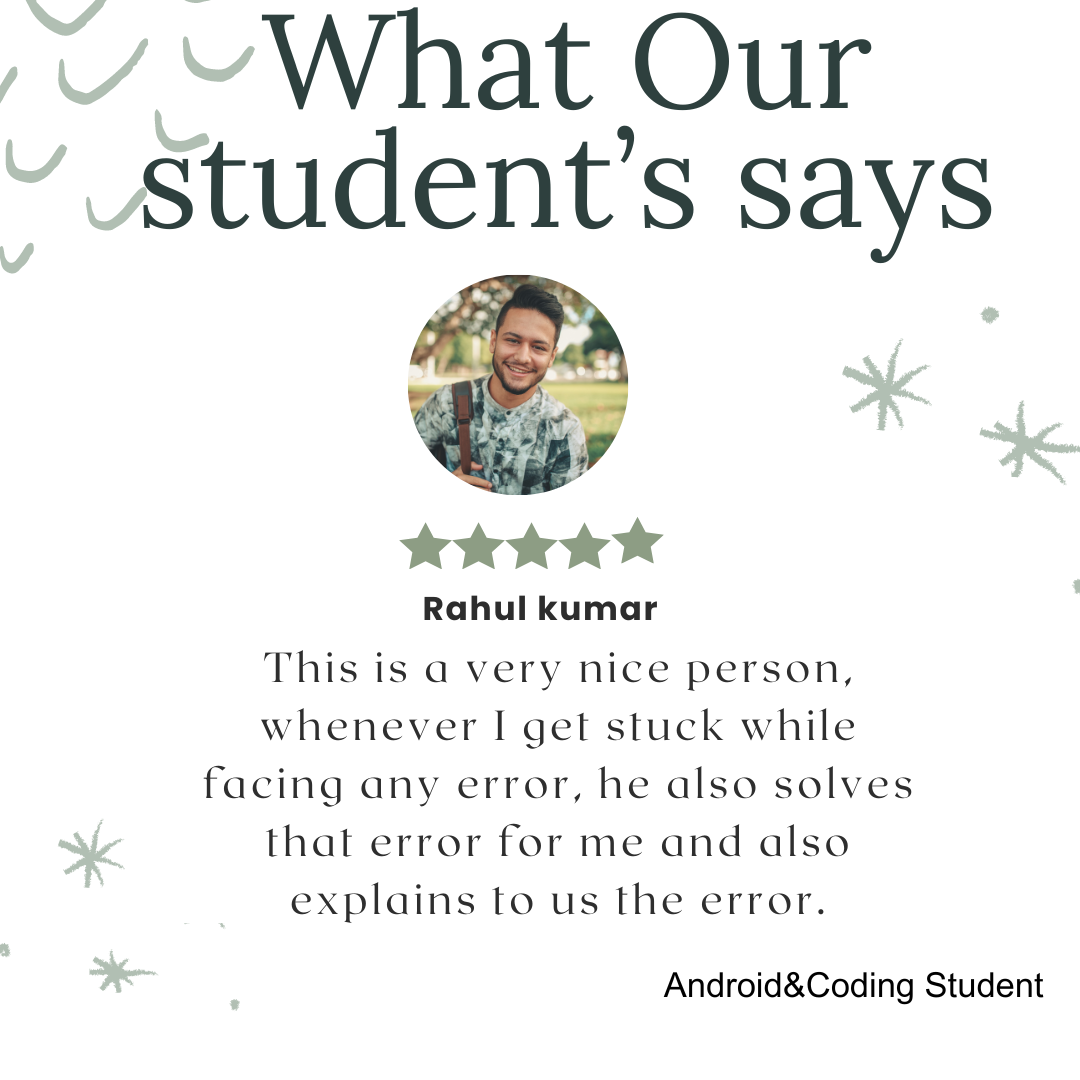 What Our
student’s says
Rahul kumar
This is a very nice person,
whenever I get stuck while
facing any error, he also solves
that error for me and also
explains to us the error.
Android&Coding Student